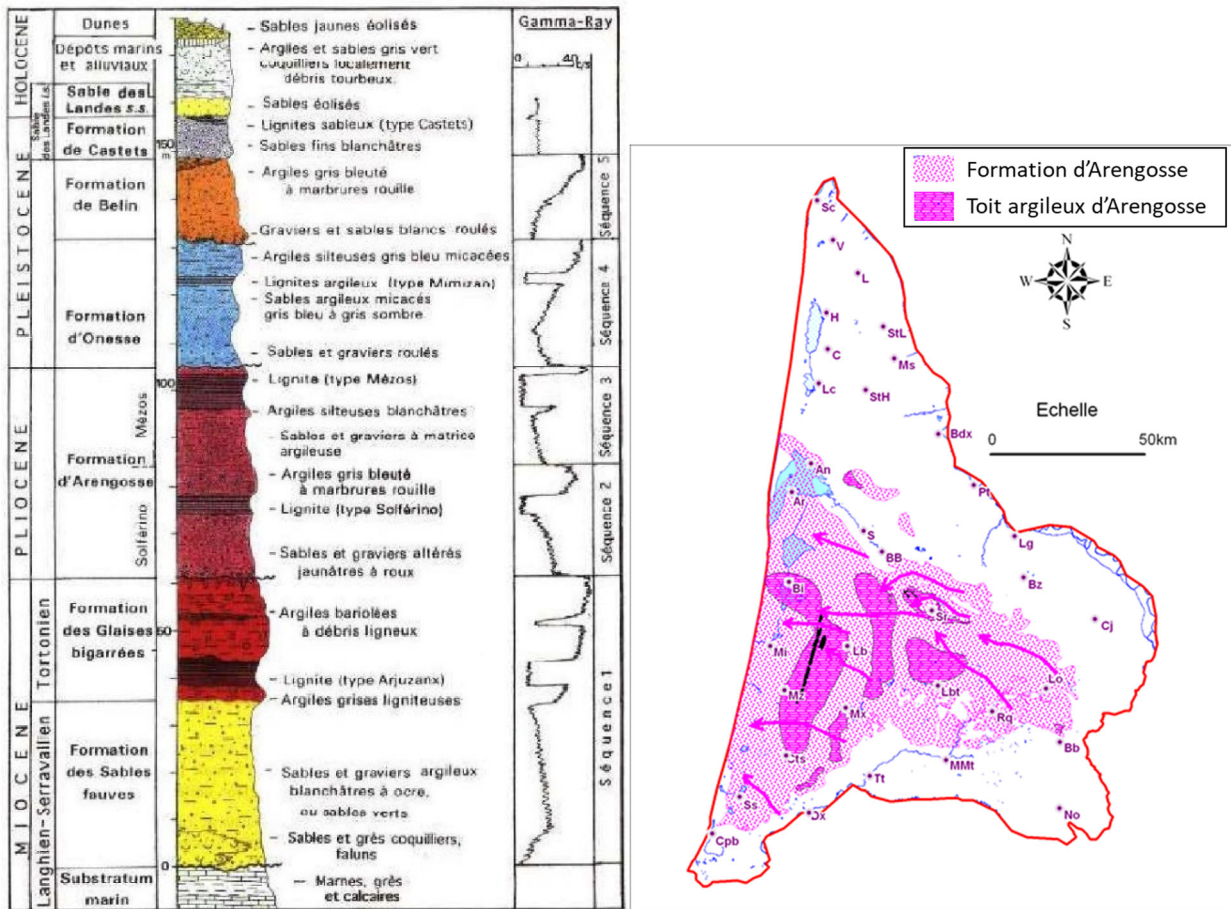 HOLOCENE
PLEISTOCENE
PLIOCENE
MIOCENE
Sable des Landes l.s.
Mézos
Solférino
Tortonien
Langhien-Serravallien
Dunes
Dépôts marins
et alluviaux
Sable des
Landes s.s.
Formation
de Castets
Formation
de Belin
Formation
d'Onesse
Formation
d'Arengosse
Formation
des Glaises
bigarrées
Formation
des Sables
fauves
Substratum
marin
150
m
100
50
0
- Sables jaunes éolisés
- Argiles et sables gris vert
coquilliers localement
débris tourbeux.
- Sables éolisés
- Lignites sableux (type Castets)
- Sables fins blanchâtres
- Argiles gris bleuté
à marbrures rouille
- Graviers et sables blancs roulés
- Argiles silteuses gris bleu micacées
- Lignites argileux (type Mimizan)
- Sables argileux micacés
gris bleu à gris sombre
- Sables et graviers roulés
- Lignite (type Mézos)
- Argiles silteuses blanchâtres
- Sables et graviers à matrice
argileuse
- Argiles gris bleuté
à marbrures rouille
- Lignite (type Solférino)
- Sables et graviers altérés
jaunâtres à roux
- Argiles bariolées
à débris ligneux
- Lignite (type Arjuzanx)
- Argiles grises ligniteuses
- Sables et graviers argileux
blanchâtres à ocre,
ou sables verts
- Sables et grès coquilliers,
faluns
- Marnes, grès
et calcaires
Gamma-Ray
0 40 c/s
Séquence 5
Séquence 4
Séquence 3
Séquence 2
Séquence 1
Formation d'Arengosse
Toit argileux d'Arengosse
N
W E
S
Echelle
0 50km
Sc
V
L
H
StL
C
Ms
Lc
StH
Bdx
An
Ar
Pt
S
BB
Lg
Bi
Bz
Sr
Cj
Mi
Lb
Mz
Lbt
Lo
Mx
Rq
Bb
Cts
MMt
Tt
Ss
Dx
No
Cpb